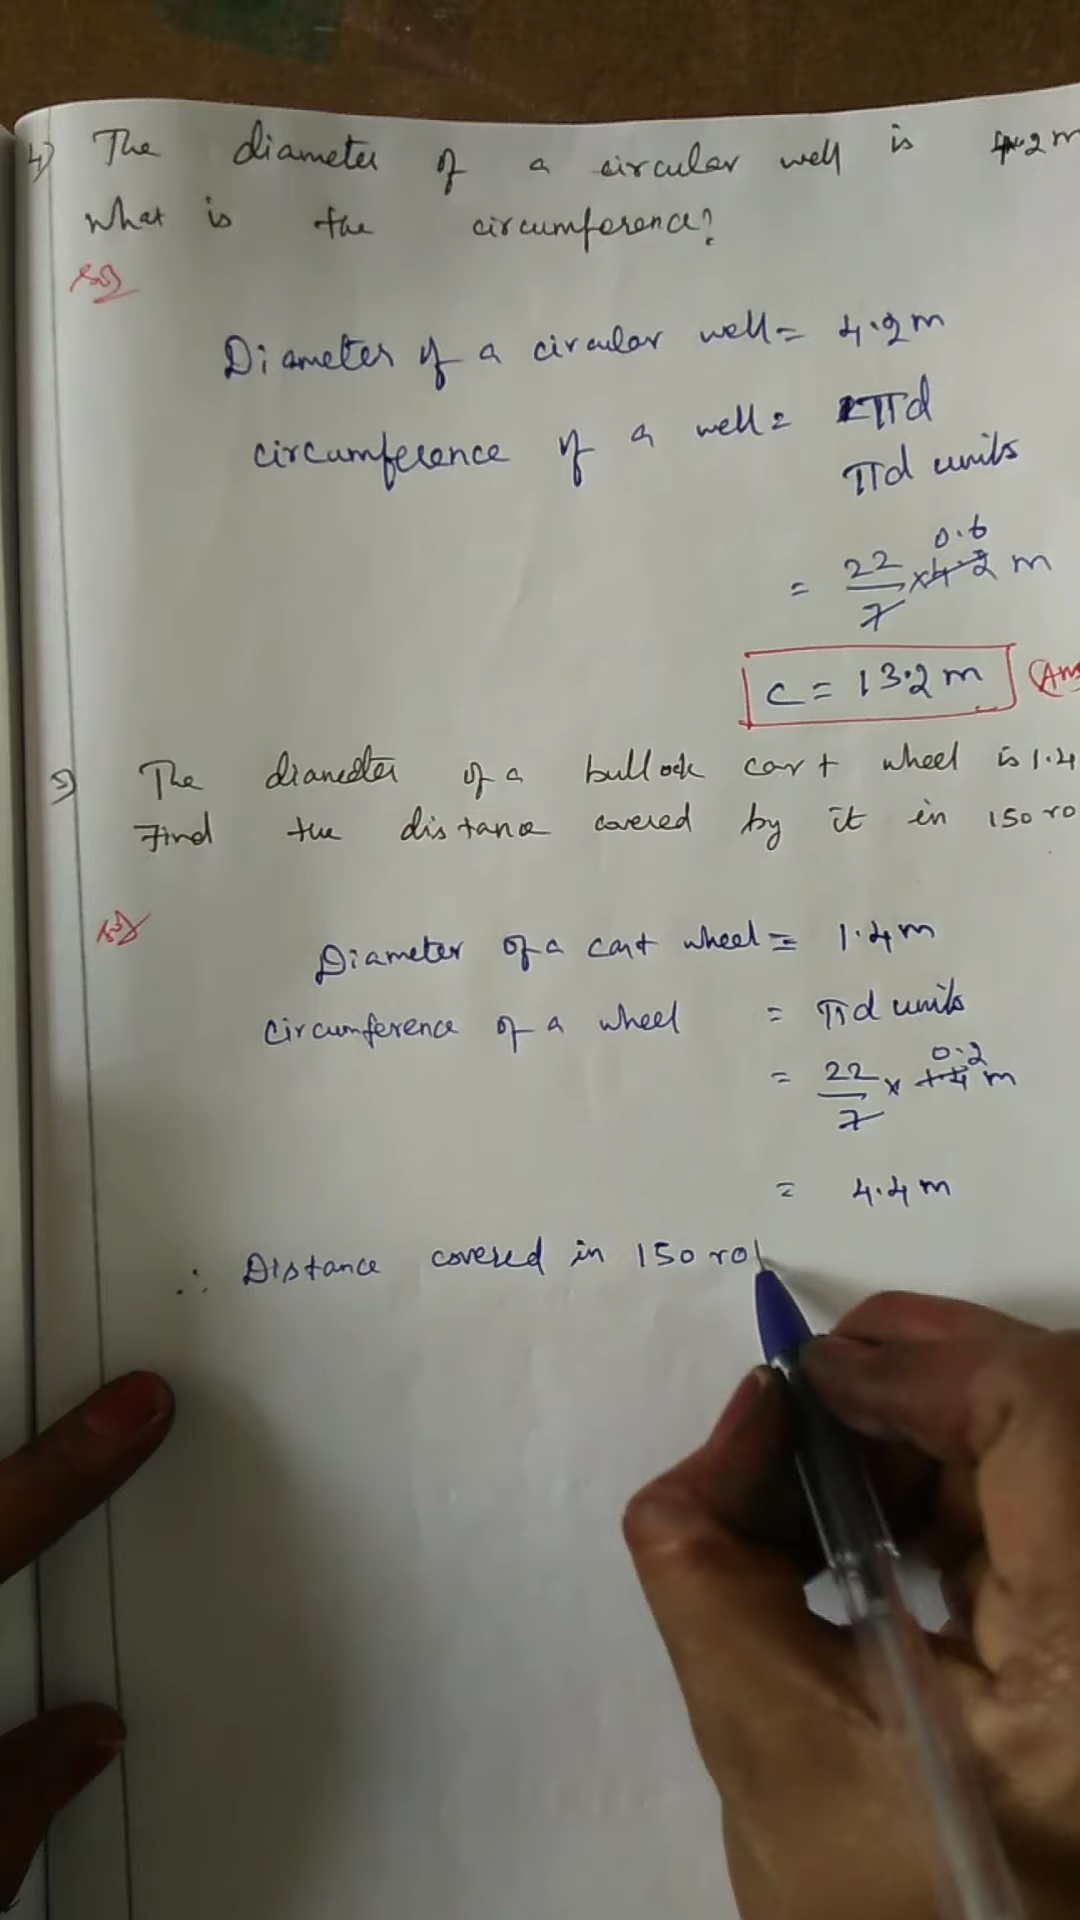 4) The diameter of a circular well is 4.2m
What is the circumference?
Sol
Diameter of a circular well = 4.2m
circumference of a well = πd
πd units
= 22/7 × 4.2 m 0.6
C = 13.2 m Ans
5) The diameter of a bullock cart wheel is 1.4
Find the distance covered by it in 150 ro
Sol
Diameter of a cart wheel = 1.4m
Circumference of a wheel = πd units
= 22/7 × 1.4 m 0.2
= 4.4 m
∴ Distance covered in 150 rot